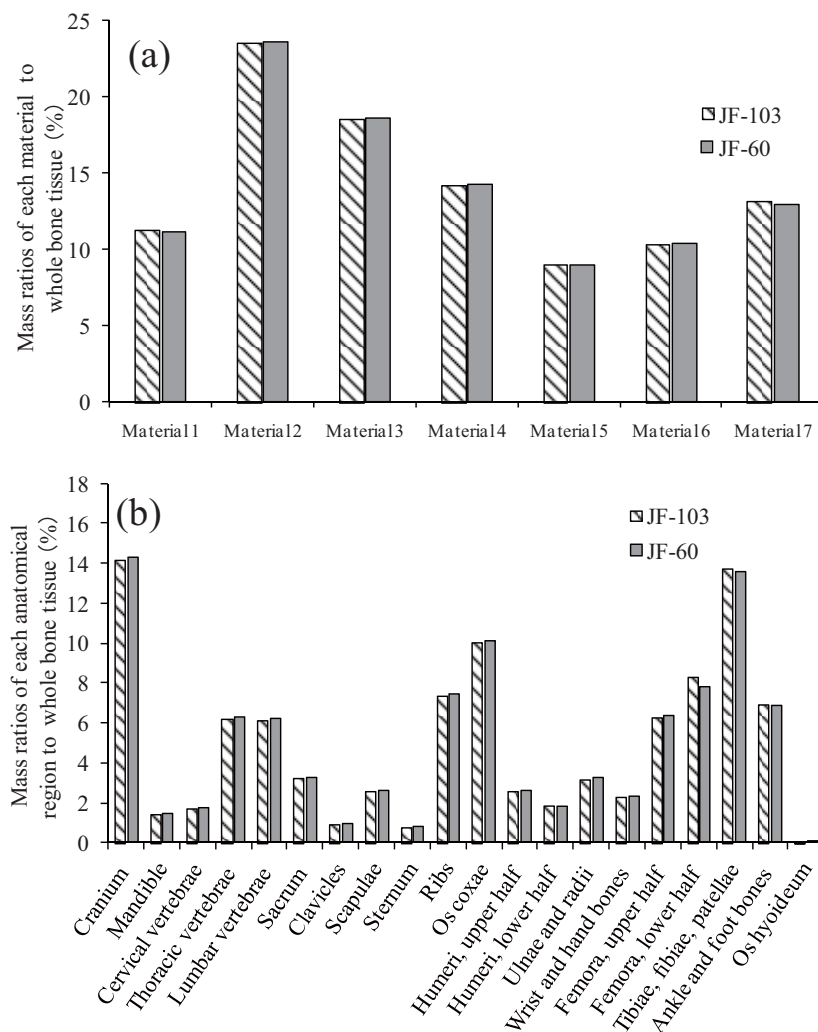 (a)
Mass ratios of each material to
whole bone tissue (%)
25
20
15
10
5
0
JF-103
JF-60
Material1 Material2 Material3 Material4 Material5 Material6 Material7
(b)
Mass ratios of each anatomical
region to whole bone tissue (%)
18
16
14
12
10
8
6
4
2
0
JF-103
JF-60
Cranium
Mandible
Cervical vertebrae
Thoracic vertebrae
Lumbar vertebrae
Sacrum
Clavicles
Scapulae
Sternum
Ribs
Os coxae
Humeri, upper half
Humeri, lower half
Ulnae and radii
Wrist and hand bones
Femora, upper half
Femora, lower half
Tibiae, fibiae, patellae
Ankle and foot bones
Os hyoideum